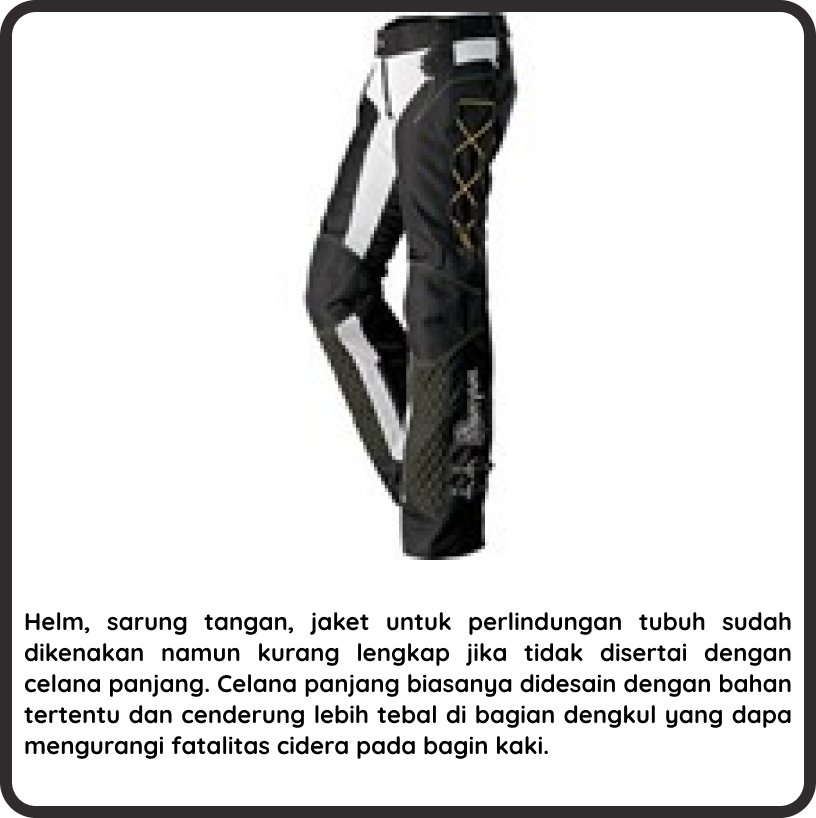 Helm, sarung tangan, jaket untuk perlindungan tubuh sudah
dikenakan namun kurang lengkap jika tidak disertai dengan
celana panjang. Celana panjang biasanya didesain dengan bahan
tertentu dan cenderung lebih tebal di bagian dengkul yang dapa
mengurangi fatalitas cidera pada bagin kaki.